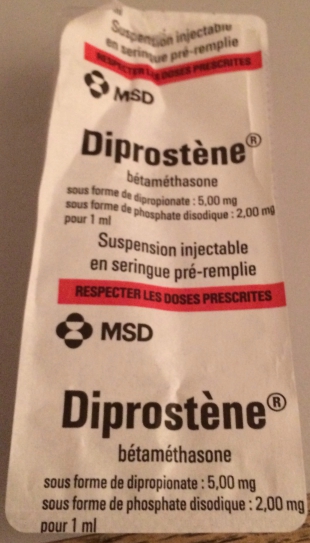 Suspension injectable
en seringue pré-remplie
RESPECTER LES DOSES PRESCRITES
MSD
Diprostène®
bétaméthasone
sous forme de dipropionate : 5,00 mg
sous forme de phosphate disodique : 2,00 mg
pour 1 ml
Suspension injectable
en seringue pré-remplie
RESPECTER LES DOSES PRESCRITES
MSD
Diprostène®
bétaméthasone
sous forme de dipropionate : 5,00 mg
sous forme de phosphate disodique : 2,00 mg
pour 1 ml